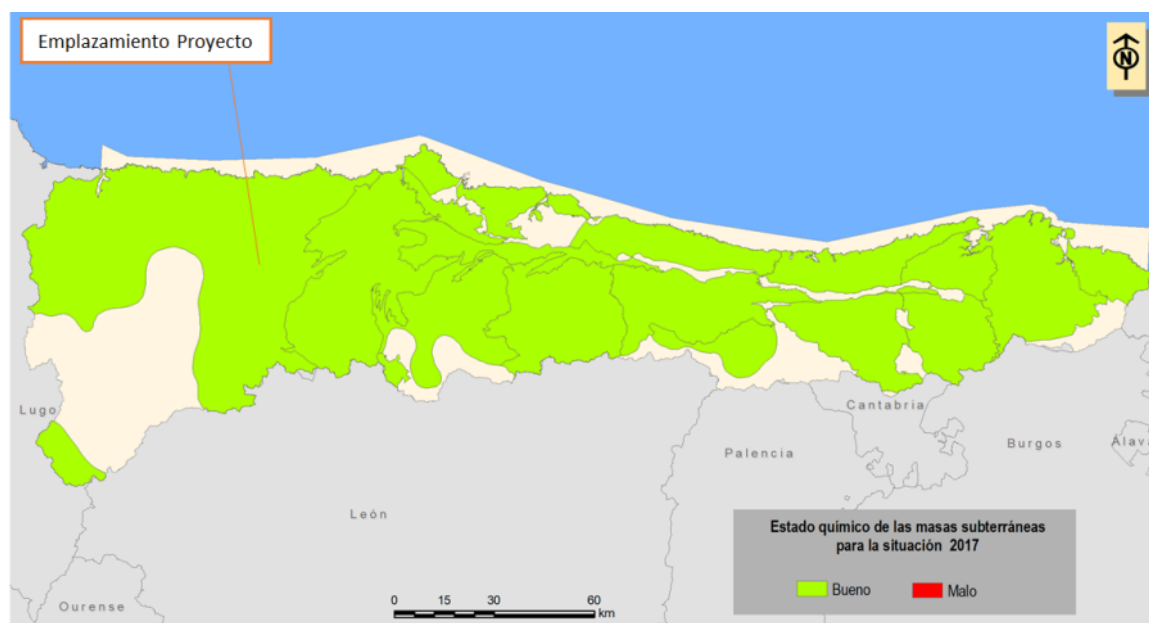 Emplazamiento Proyecto
N
Lugo
Cantabria
Burgos
Álava
Palencia
León
Ourense
Estado químico de las masas subterráneas
para la situación 2017
Bueno
Malo
0 15 30 60
km